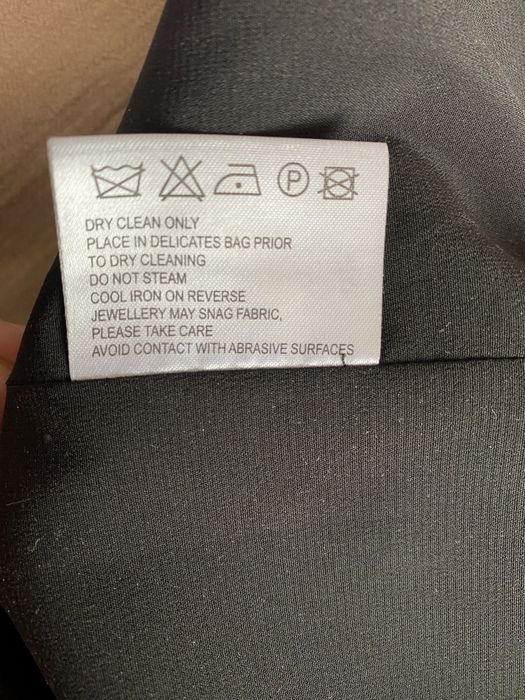 P
DRY CLEAN ONLY
PLACE IN DELICATES BAG PRIOR
TO DRY CLEANING
DO NOT STEAM
COOL IRON ON REVERSE
JEWELLERY MAY SNAG FABRIC,
PLEASE TAKE CARE
AVOID CONTACT WITH ABRASIVE SURFACES